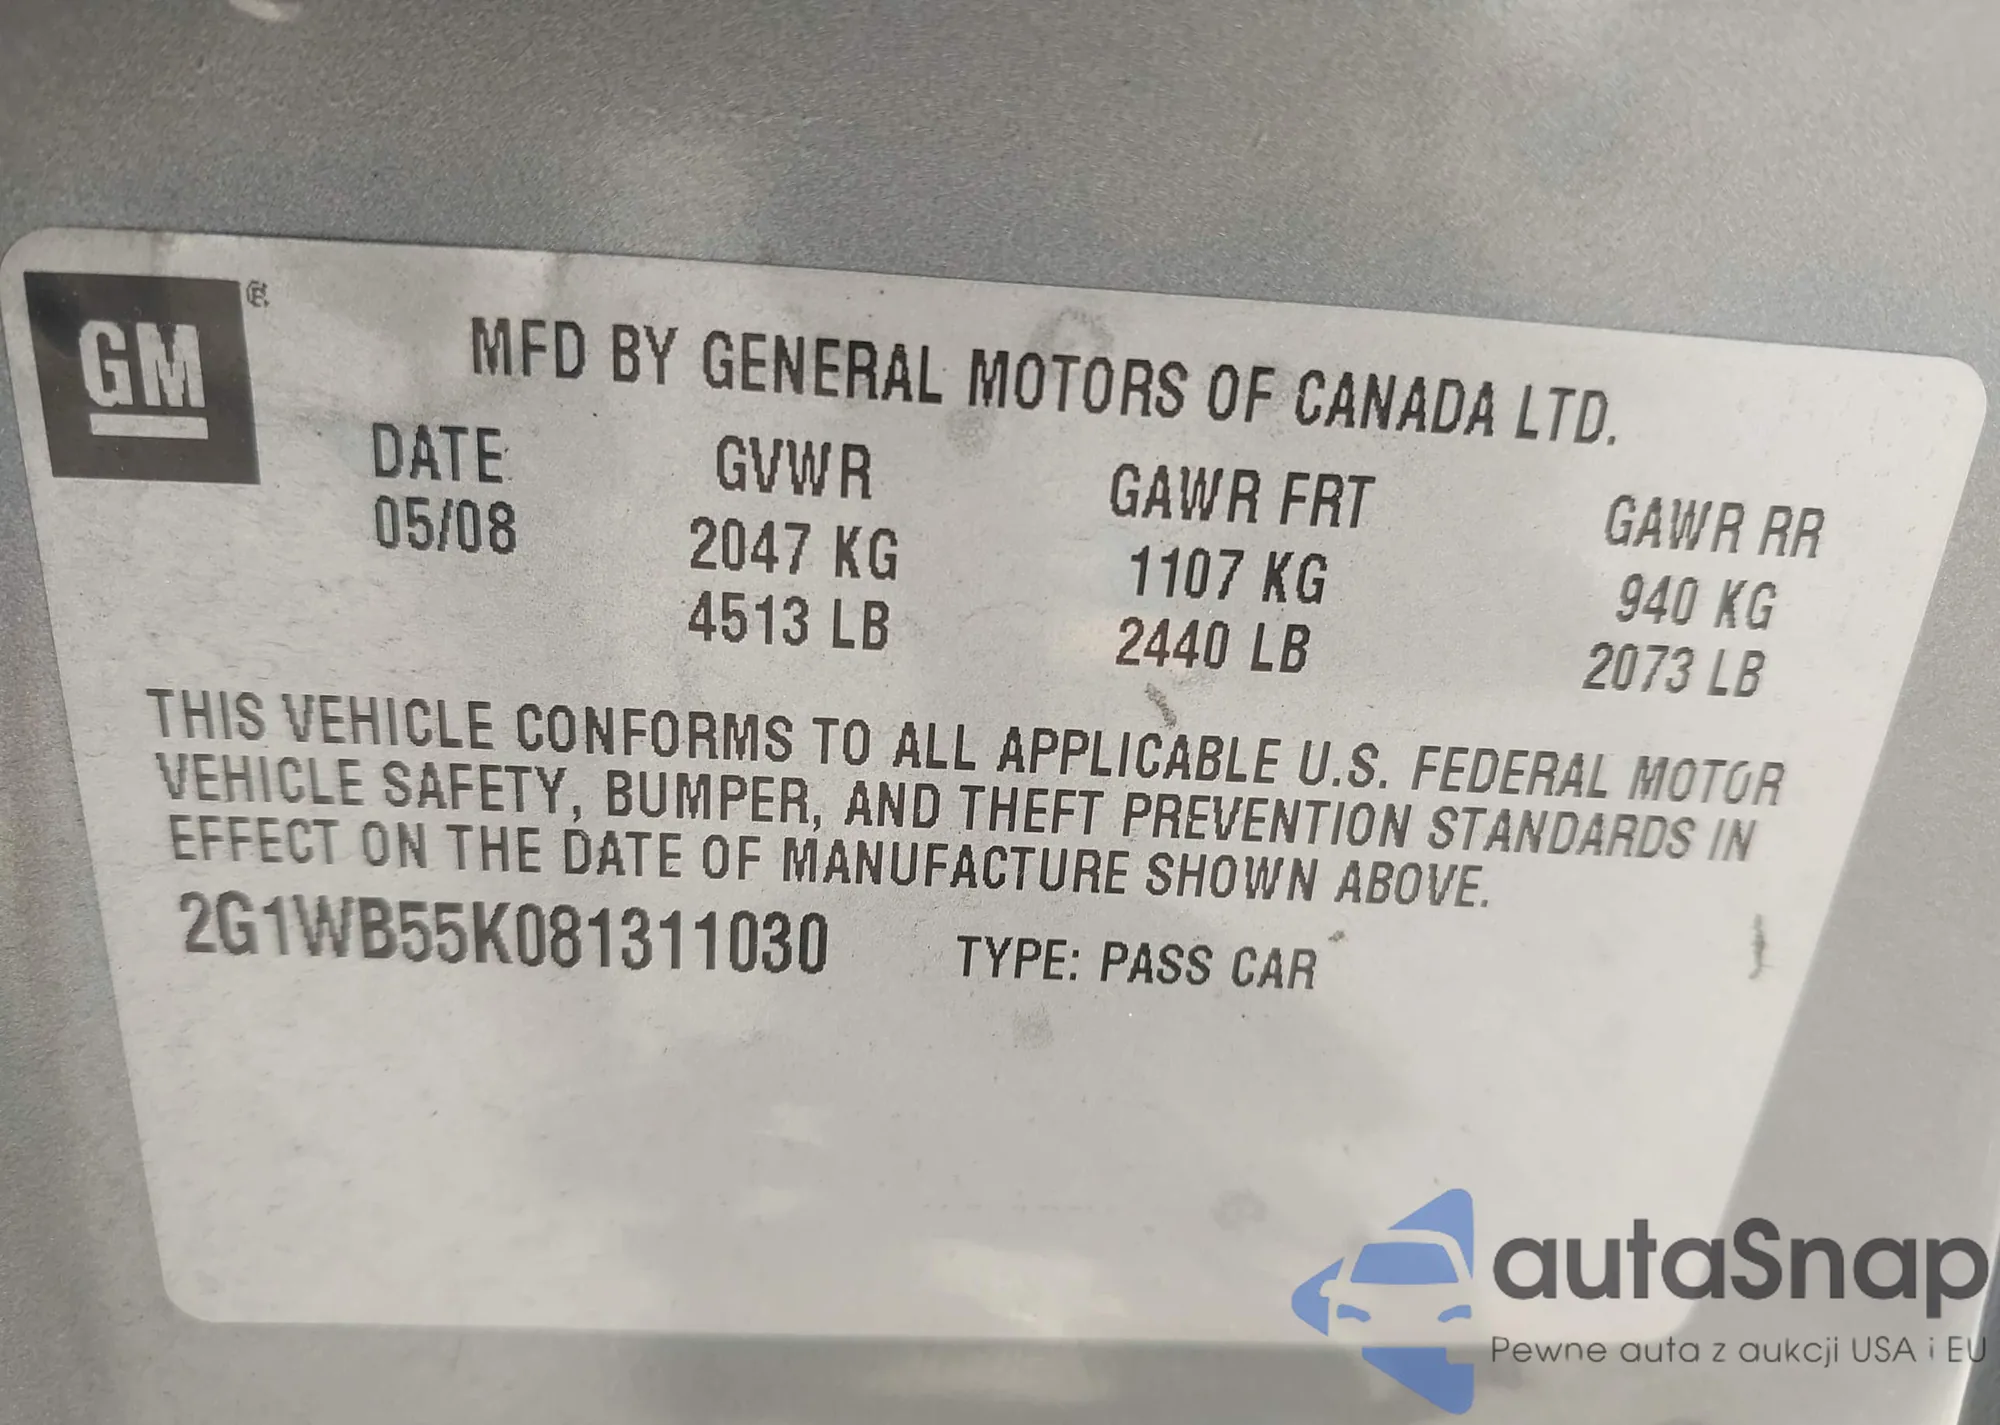 GM®
MFD BY GENERAL MOTORS OF CANADA LTD.
DATE GVWR GAWR FRT GAWR RR
05/08 2047 KG 1107 KG 940 KG
4513 LB 2440 LB 2073 LB
THIS VEHICLE CONFORMS TO ALL APPLICABLE U.S. FEDERAL MOTOR
VEHICLE SAFETY, BUMPER, AND THEFT PREVENTION STANDARDS IN
EFFECT ON THE DATE OF MANUFACTURE SHOWN ABOVE.
2G1WB55K081311030 TYPE: PASS CAR
autaSnap
Pewne auta z aukcji USA i EU